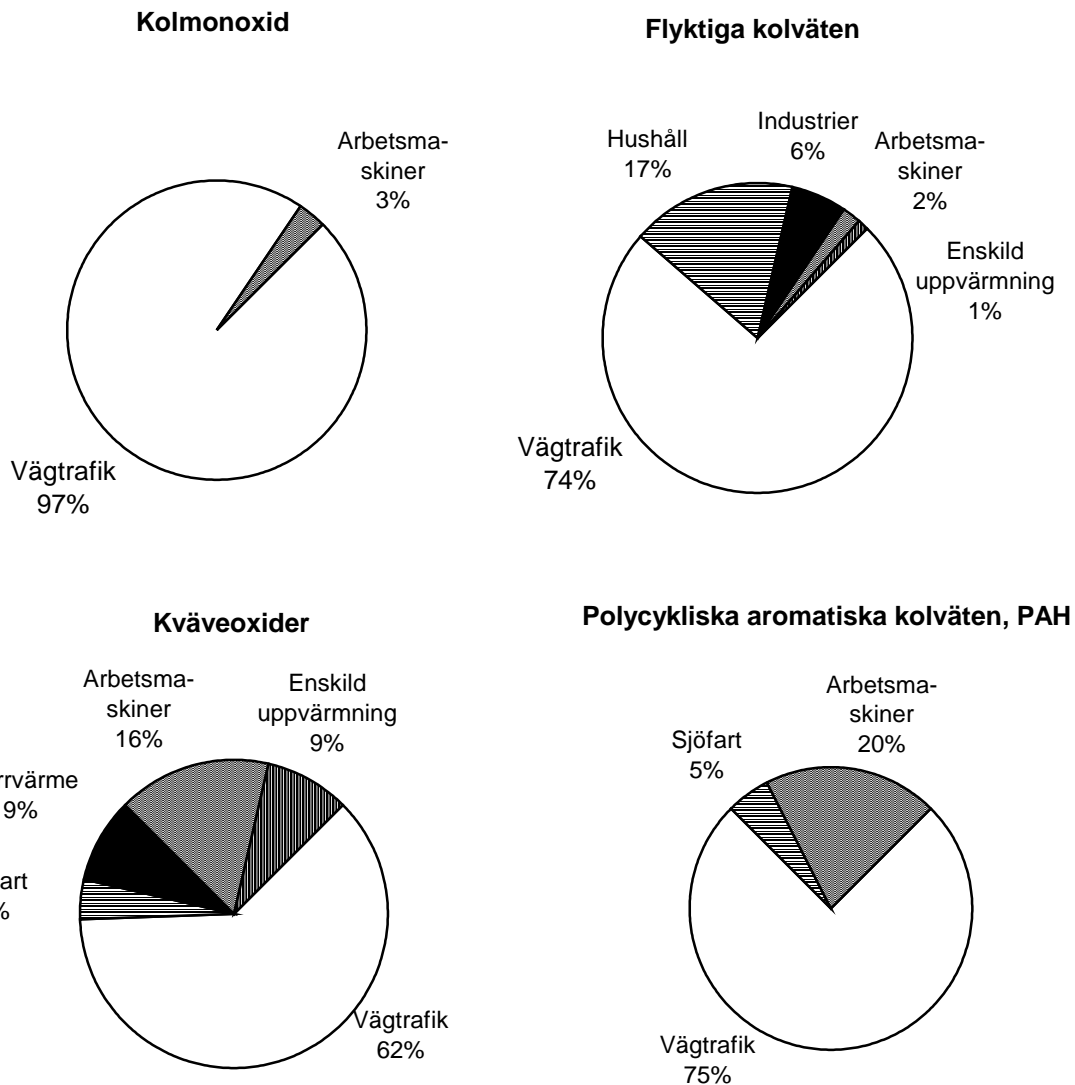 Kolmonoxid
Arbetsma-
skiner
3%
Vägtrafik
97%
Flyktiga kolväten
Hushåll
17%
Industrier
6%
Arbetsma-
skiner
2%
Enskild
uppvärmning
1%
Vägtrafik
74%
Kväveoxider
Arbetsma-
skiner
16%
Enskild
uppvärmning
9%
rrvärme
9%
art
%
Vägtrafik
62%
Polycykliska aromatiska kolväten, PAH
Sjöfart
5%
Arbetsma-
skiner
20%
Vägtrafik
75%